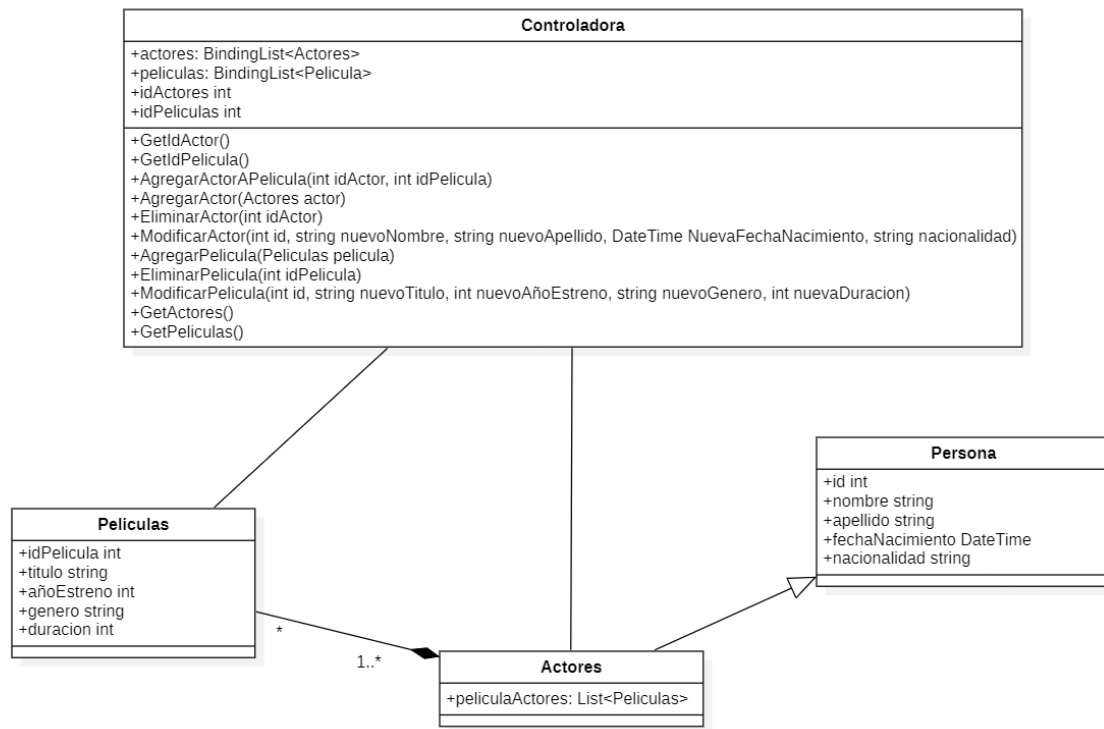 Controladora
+actores: BindingList<Actores>
+peliculas: BindingList<Pelicula>
+idActores int
+idPeliculas int
+GetIdActor()
+GetIdPelicula()
+AgregarActorAPelicula(int idActor, int idPelicula)
+AgregarActor(Actores actor)
+EliminarActor(int idActor)
+ModificarActor(int id, string nuevoNombre, string nuevoApellido, DateTime NuevaFechaNacimiento, string nacionalidad)
+AgregarPelicula(Peliculas pelicula)
+EliminarPelicula(int idPelicula)
+ModificarPelicula(int id, string nuevoTitulo, int nuevoAñoEstreno, string nuevoGenero, int nuevaDuracion)
+GetActores()
+GetPeliculas()
Persona
+id int
+nombre string
+apellido string
+fechaNacimiento DateTime
+nacionalidad string
Peliculas
+idPelicula int
+titulo string
+añoEstreno int
+genero string
+duracion int
*
1..*
Actores
+peliculaActores: List<Peliculas>